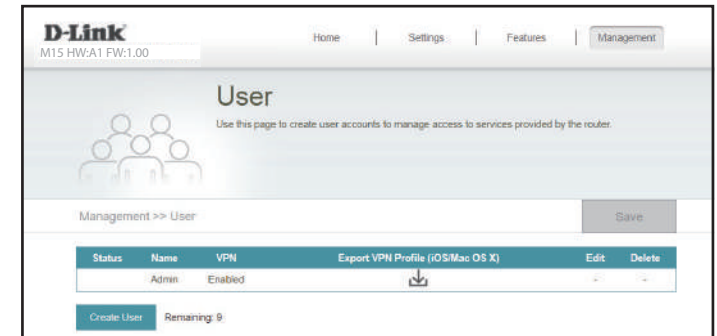 D-Link
M15 HW:A1 FW:1.00
Home | Settings | Features | Management
User
Use this page to create user accounts to manage access to services provided by the router.
Management >> User
Save
Status Name VPN Export VPN Profile (iOS/Mac OS X) Edit Delete
Admin Enabled - -
Create User Remaining: 9